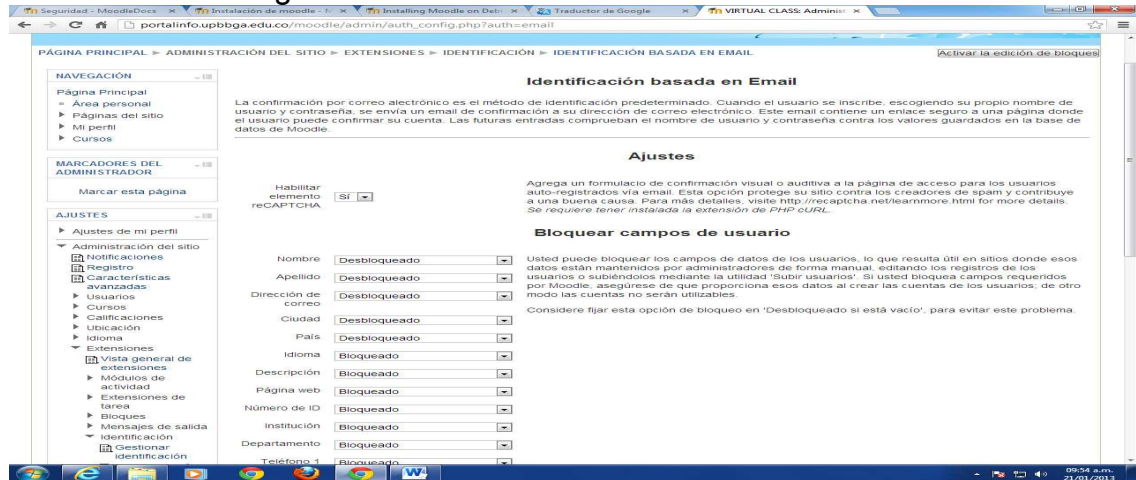 Seguridad - MoodleDocs
Instalación de moodle -
Installing Moodle on Debi
Traductor de Google
VIRTUAL CLASS: Administ
portalinfo.upbbga.edu.co/moodle/admin/auth_config.php?auth=email
PÁGINA PRINCIPAL ► ADMINISTRACIÓN DEL SITIO ► EXTENSIONES ► IDENTIFICACIÓN ► IDENTIFICACIÓN BASADA EN EMAIL
Activar la edición de bloques
NAVEGACIÓN
Página Principal
Área personal
Páginas del sitio
Mi perfil
Cursos
MARCADORES DEL
ADMINISTRADOR
Marcar esta página
AJUSTES
Ajustes de mi perfil
Administración del sitio
Notificaciones
Registro
Características
avanzadas
Usuarios
Cursos
Calificaciones
Ubicación
Idioma
Extensiones
Vista general de
extensiones
Módulos de
actividad
Extensiones de
tarea
Bloques
Mensajes de salida
Identificación
Gestionar
identificación
Identificación basada en Email
La confirmación por correo alectrónico es el método de identificación predeterminado. Cuando el usuario se inscribe, escogiendo su propio nombre de
usuario y contraseña, se envía un email de confirmación a su dirección de correo electrónico. Este email contiene un enlace seguro a una página donde
el usuario puede confirmar su cuenta. Las futuras entradas comprueban el nombre de usuario y contraseña contra los valores guardados en la base de
datos de Moodle.
Ajustes
Habilitar
elemento
reCAPTCHA
Sí
Agrega un formulacio de confirmación visual o auditiva a la página de acceso para los usuarios
auto-registrados vía email. Esta opción protege su sitio contra los creadores de spam y contribuye
a una buena causa. Para más detalles, visite http://recaptcha.net/learnmore.html for more details.
Se requiere tener instalada la extensión de PHP cURL.
Bloquear campos de usuario
Nombre Desbloqueado
Apellido Desbloqueado
Dirección de
correo Desbloqueado
Ciudad Desbloqueado
País Desbloqueado
Idioma Bloqueado
Descripción Bloqueado
Página web Bloqueado
Número de ID Bloqueado
Institución Bloqueado
Departamento Bloqueado
Teléfono 1 Bloqueado
Usted puede bloquear los campos de datos de los usuarios, lo que resulta útil en sitios donde esos
datos están mantenidos por administradores de forma manual, editando los registros de los
usuarios o subiéndolos mediante la utilidad 'Subir usuarios'. Si usted bloquea campos requeridos
por Moodle, asegúrese de que proporciona esos datos al crear las cuentas de los usuarios; de otro
modo las cuentas no serán utilizables.
Considere fijar esta opción de bloqueo en 'Desbloqueado si está vacío', para evitar este problema.
09:54 a.m.
21/01/2013